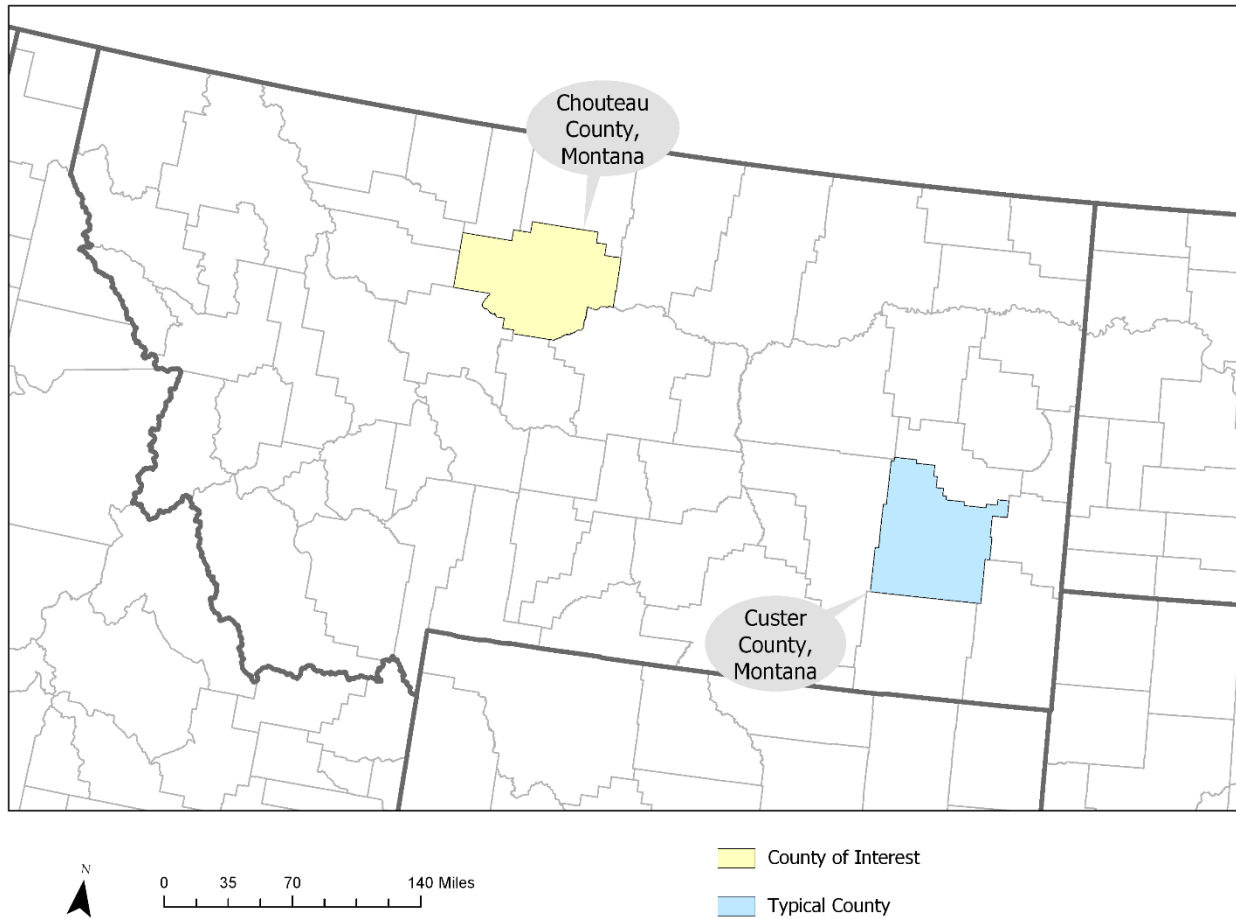 Chouteau
County,
Montana
Custer
County,
Montana
N
0 35 70 140 Miles
County of Interest
Typical County